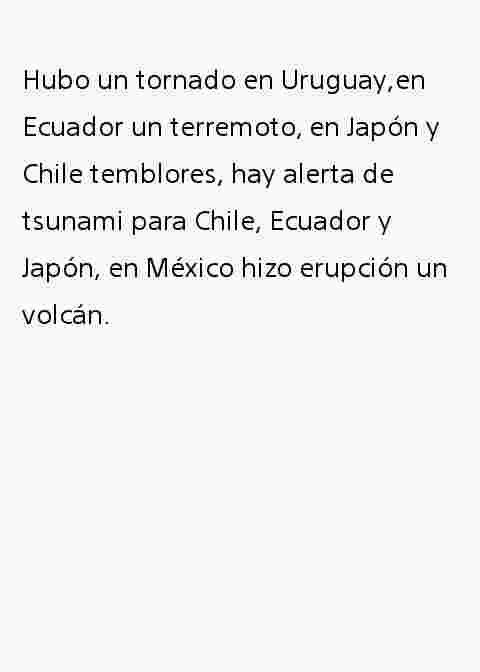 Hubo un tornado en Uruguay,en
Ecuador un terremoto, en Japón y
Chile temblores, hay alerta de
tsunami para Chile, Ecuador y
Japón, en México hizo erupción un
volcán.